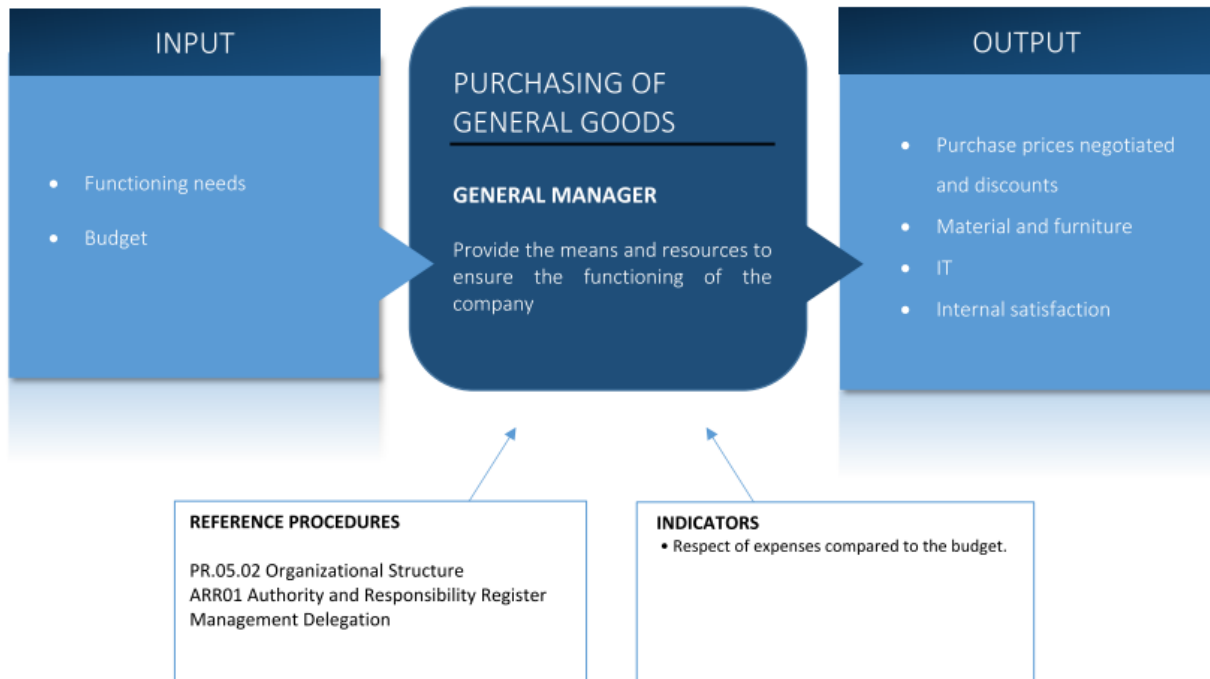 INPUT
• Functioning needs
• Budget
PURCHASING OF
GENERAL GOODS
GENERAL MANAGER
Provide the means and resources to
ensure the functioning of the
company
OUTPUT
• Purchase prices negotiated
and discounts
• Material and furniture
• IT
• Internal satisfaction
REFERENCE PROCEDURES
PR.05.02 Organizational Structure
ARR01 Authority and Responsibility Register
Management Delegation
INDICATORS
• Respect of expenses compared to the budget.